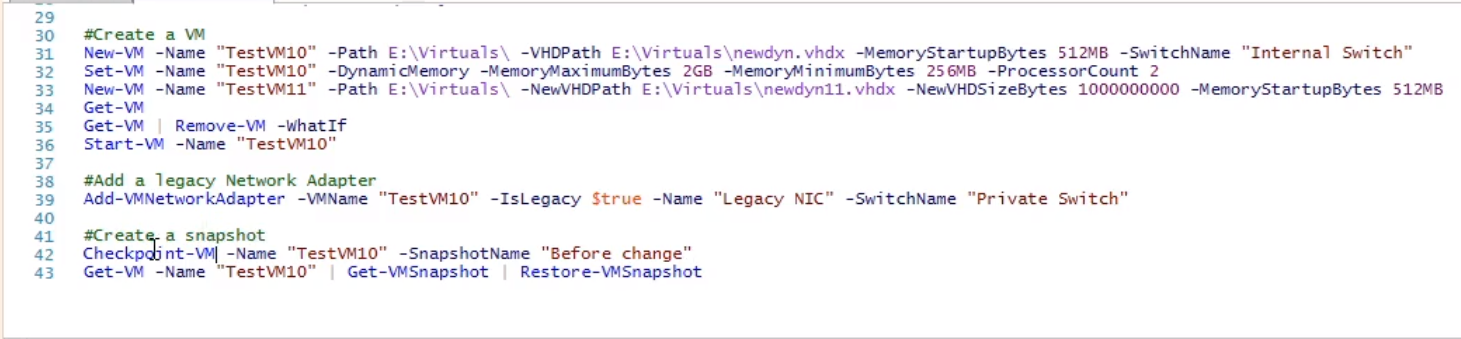 29
30 #Create a VM
31 New-VM -Name "TestVM10" -Path E:\Virtuals\ -VHDPath E:\Virtuals\newdyn.vhdx -MemoryStartupBytes 512MB -SwitchName "Internal Switch"
32 Set-VM -Name "TestVM10" -DynamicMemory -MemoryMaximumBytes 2GB -MemoryMinimumBytes 256MB -ProcessorCount 2
33 New-VM -Name "TestVM11" -Path E:\Virtuals\ -NewVHDPath E:\Virtuals\newdyn11.vhdx -NewVHDSizeBytes 1000000000 -MemoryStartupBytes 512MB
34 Get-VM
35 Get-VM | Remove-VM -WhatIf
36 Start-VM -Name "TestVM10"
37
38 #Add a legacy Network Adapter
39 Add-VMNetworkAdapter -VMName "TestVM10" -IsLegacy $true -Name "Legacy NIC" -SwitchName "Private Switch"
40
41 #Create a snapshot
42 Checkpoint-VM -Name "TestVM10" -SnapshotName "Before change"
43 Get-VM -Name "TestVM10" | Get-VMSnapshot | Restore-VMSnapshot